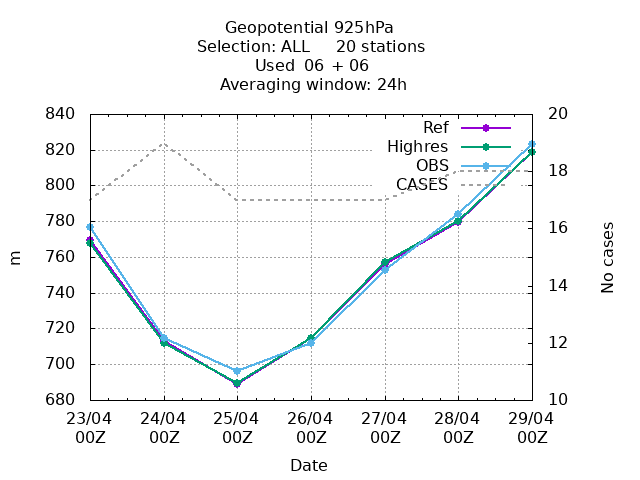 Geopotential 925hPa
Selection: ALL     20 stations
Used  06 + 06
Averaging window: 24h
840
820
800
780
760
740
720
700
680
m
20
18
16
14
12
10
No cases
Ref
Highres
OBS
CASES
23/04 24/04 25/04 26/04 27/04 28/04 29/04
00Z 00Z 00Z 00Z 00Z 00Z 00Z
Date